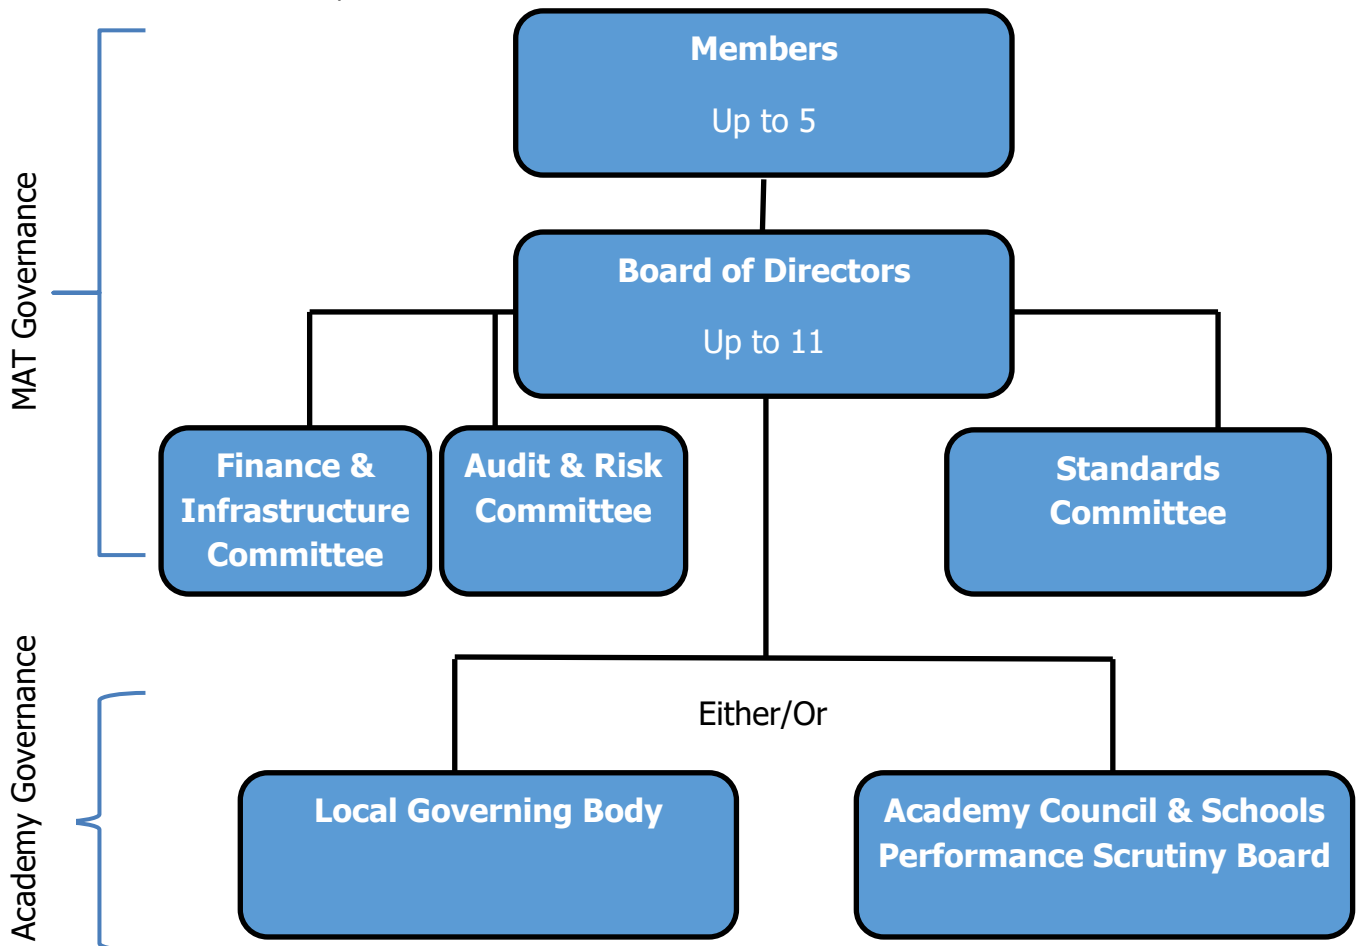 Members
Up to 5
MAT Governance
Board of Directors
Up to 11
Finance &
Infrastructure
Committee
Audit & Risk
Committee
Standards
Committee
Academy Governance
Either/Or
Local Governing Body
Academy Council & Schools
Performance Scrutiny Board